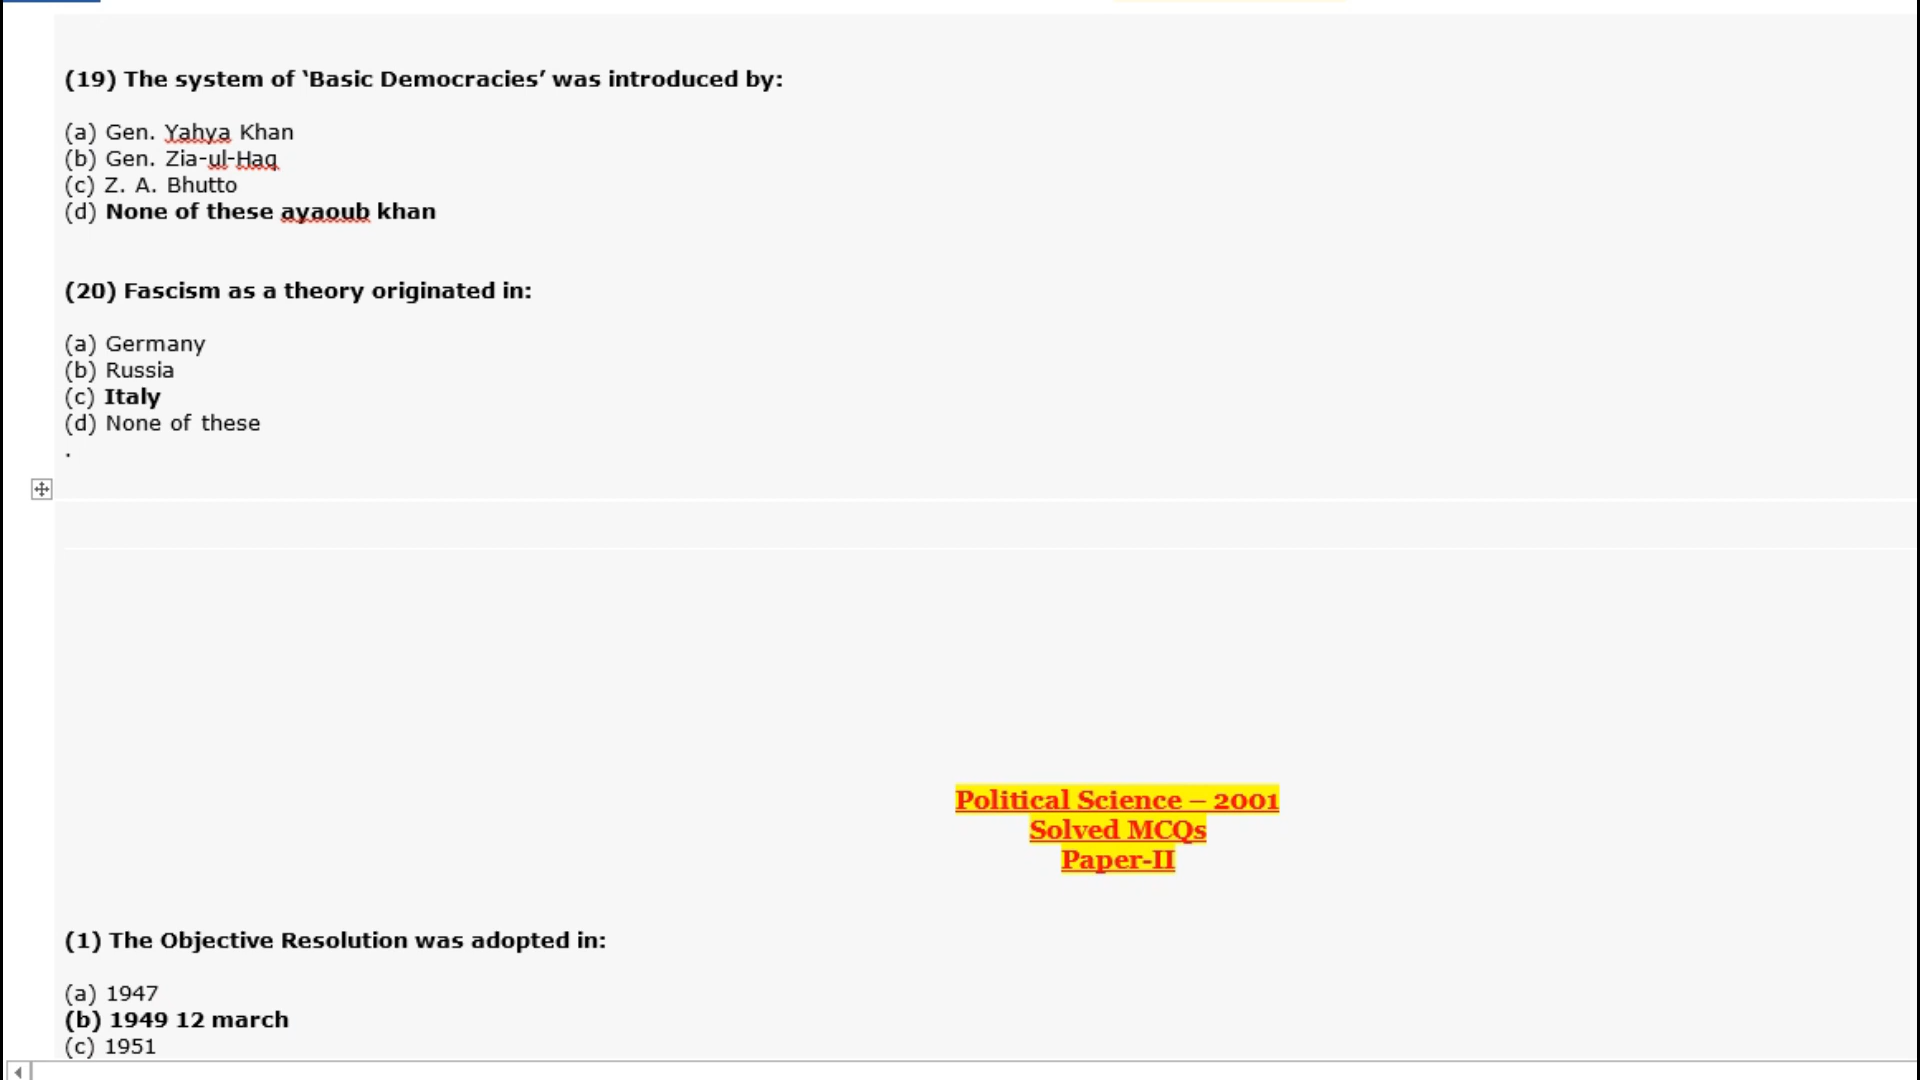 (19) The system of ‘Basic Democracies’ was introduced by:
(a) Gen. Yahya Khan
(b) Gen. Zia-ul-Haq
(c) Z. A. Bhutto
(d) None of these ayaoub khan
(20) Fascism as a theory originated in:
(a) Germany
(b) Russia
(c) Italy
(d) None of these
.
Political Science – 2001
Solved MCQs
Paper-II
(1) The Objective Resolution was adopted in:
(a) 1947
(b) 1949 12 march
(c) 1951